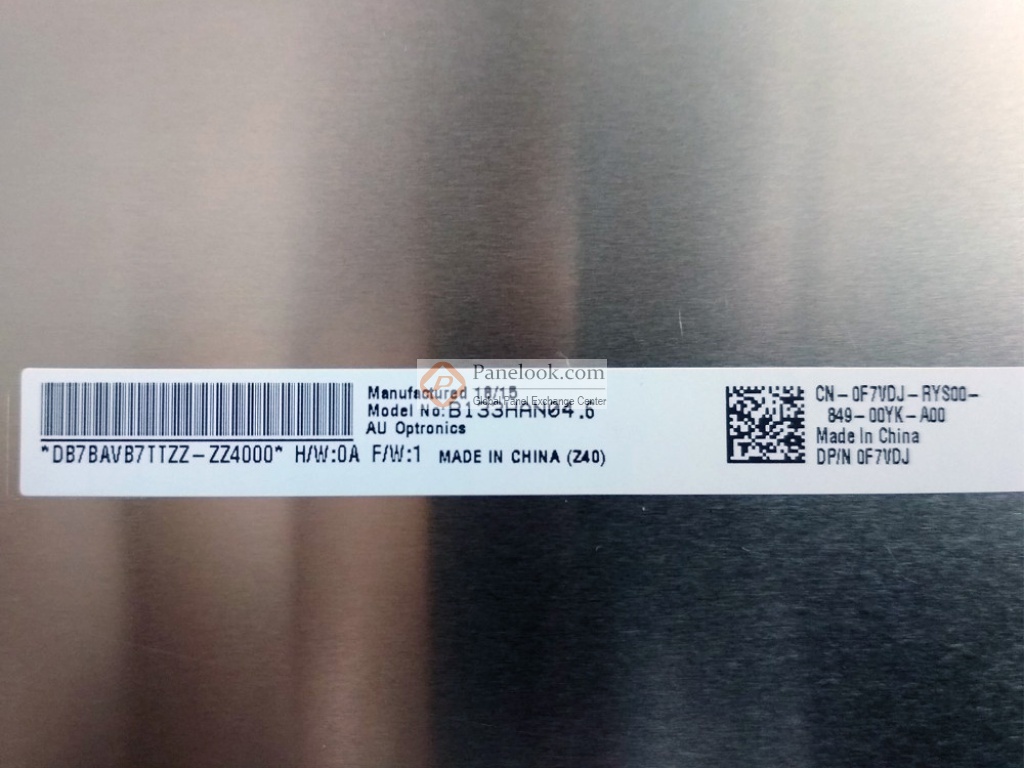 Manufactured 18/15
Model No:B133HAN04.6
AU Optronics
*DB7BAVB7TTZZ-ZZ4000* H/W:0A F/W:1 MADE IN CHINA (Z40)
CN-0F7VDJ-RYS00-
849-00YK-A00
Made In China
DP/N 0F7VDJ
Panelook.com
Global Panel Exchange Center